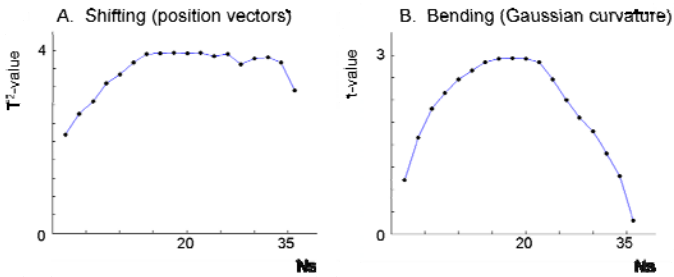 A. Shifting (position vectors)
B. Bending (Gaussian curvature)
4
T²-value
0
20
35
Ns
3
t-value
0
20
35
Ns